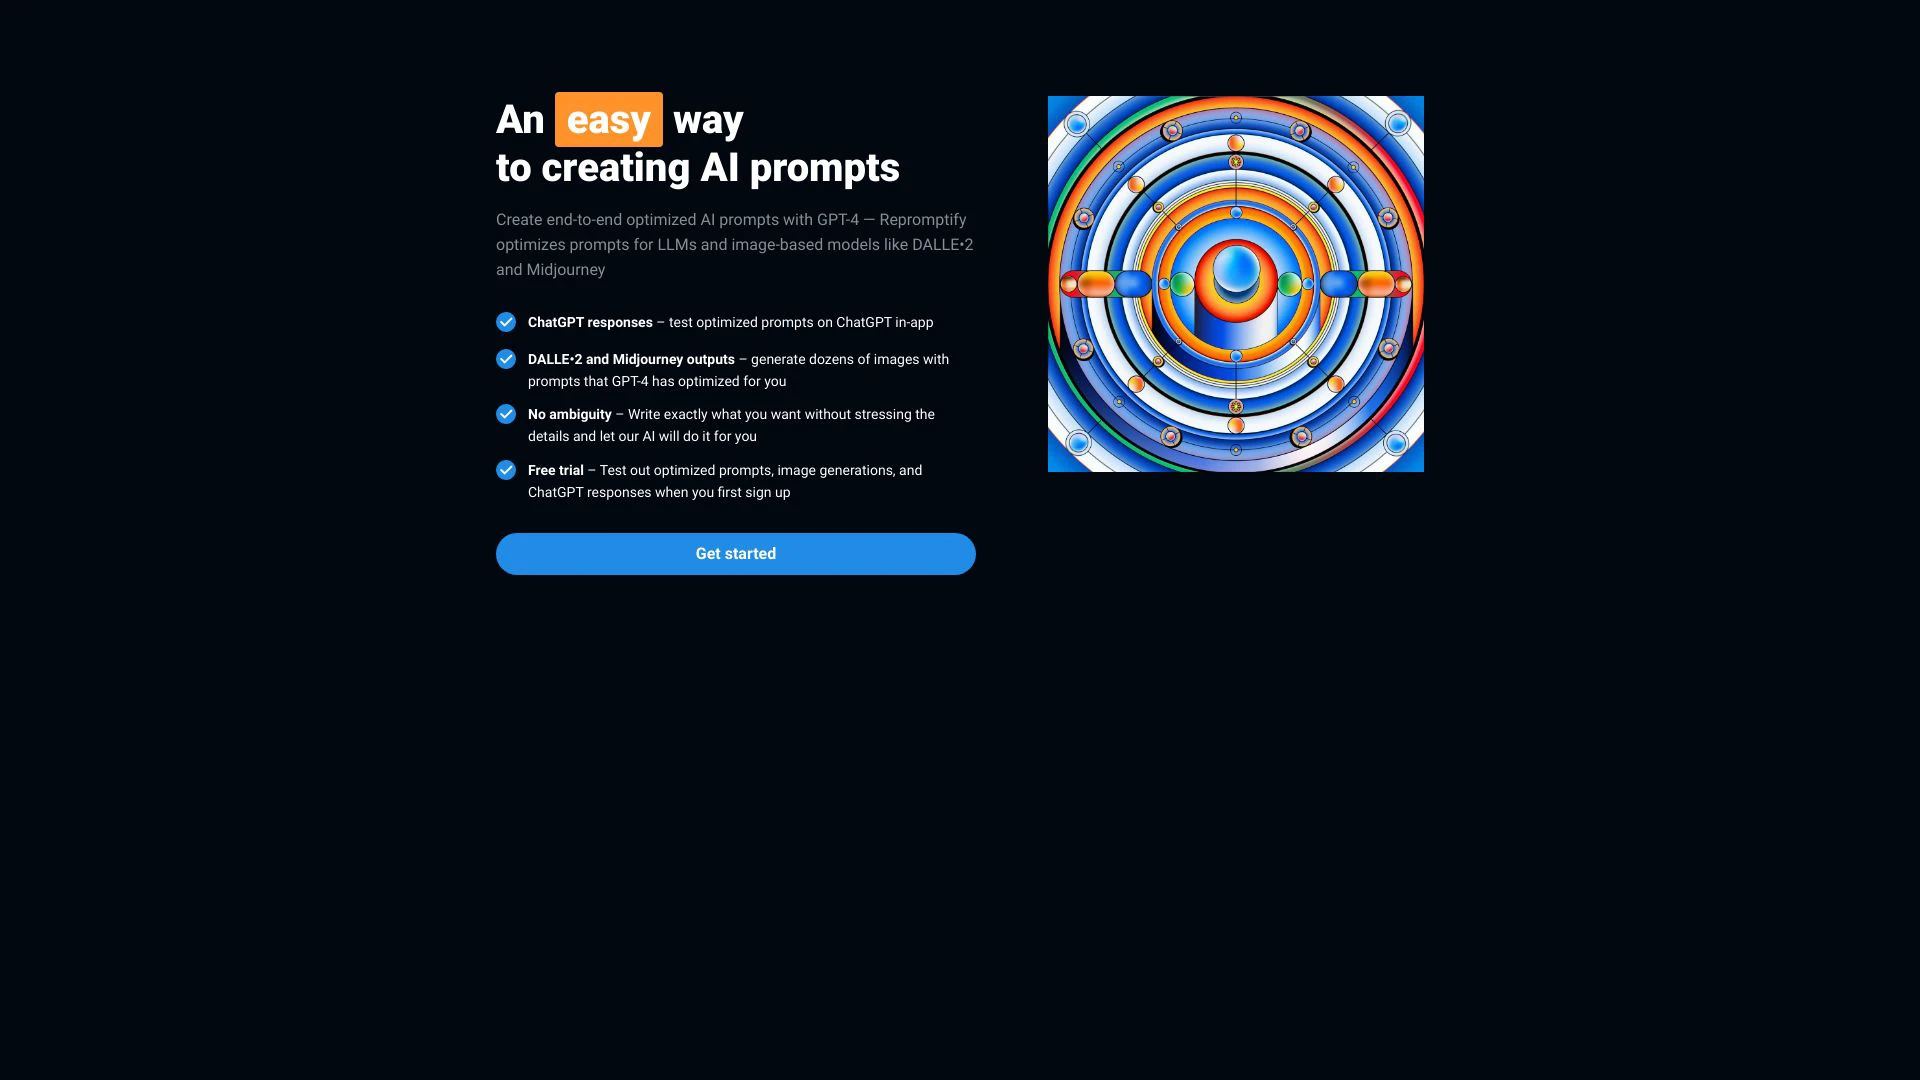 An easy way
to creating AI prompts
Create end-to-end optimized AI prompts with GPT-4 — Repromptify
optimizes prompts for LLMs and image-based models like DALLE•2
and Midjourney
ChatGPT responses – test optimized prompts on ChatGPT in-app
DALLE•2 and Midjourney outputs – generate dozens of images with
prompts that GPT-4 has optimized for you
No ambiguity – Write exactly what you want without stressing the
details and let our AI will do it for you
Free trial – Test out optimized prompts, image generations, and
ChatGPT responses when you first sign up
Get started